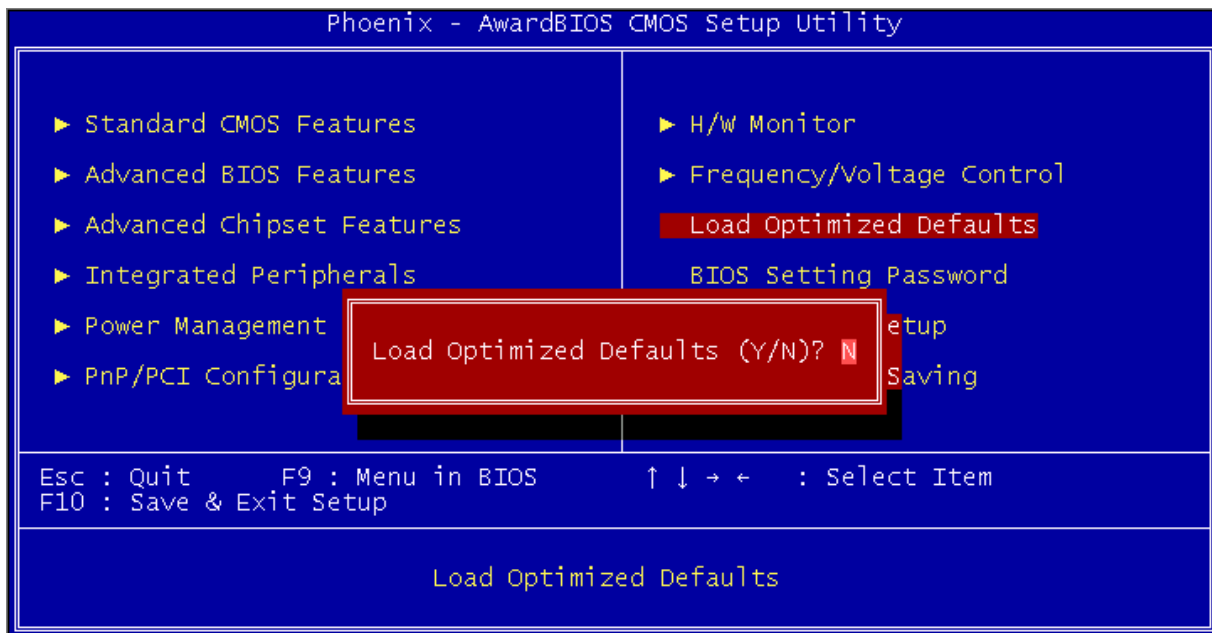 Phoenix - AwardBIOS CMOS Setup Utility
► Standard CMOS Features
► Advanced BIOS Features
► Advanced Chipset Features
► Integrated Peripherals
► Power Management
► PnP/PCI Configura
► H/W Monitor
► Frequency/Voltage Control
Load Optimized Defaults
BIOS Setting Password
etup
Saving
Load Optimized Defaults (Y/N)? N
Esc : Quit F9 : Menu in BIOS ↑ ↓ → ← : Select Item
F10 : Save & Exit Setup
Load Optimized Defaults